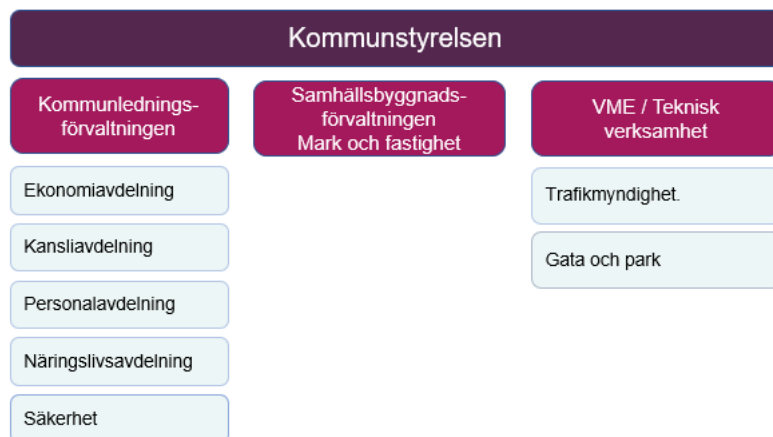 Kommunstyrelsen
Kommunlednings-
förvaltningen
Ekonomiavdelning
Kansliavdelning
Personalavdelning
Näringslivsavdelning
Säkerhet
Samhällsbyggnads-
förvaltningen
Mark och fastighet
VME / Teknisk
verksamhet
Trafikmyndighet.
Gata och park